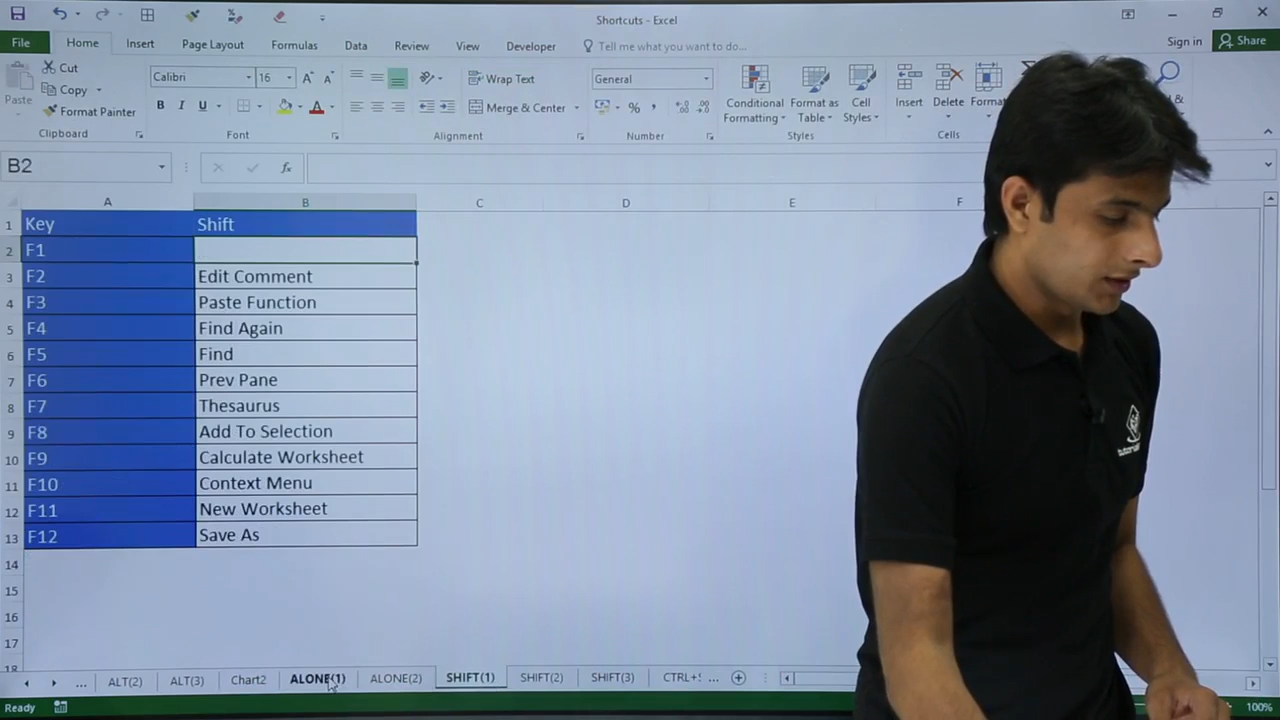 Shortcuts - Excel
File Home Insert Page Layout Formulas Data Review View Developer Tell me what you want to do... Sign in Share
Paste Cut Copy Format Painter
Calibri 16
B I U
Wrap Text
Merge & Center
General
%
Conditional Formatting
Format as Table
Cell Styles
Insert Delete Format
Clipboard Font Alignment Number Styles Cells
B2 fx
A B C D E F
1 Key Shift
2 F1
3 F2 Edit Comment
4 F3 Paste Function
5 F4 Find Again
6 F5 Find
7 F6 Prev Pane
8 F7 Thesaurus
9 F8 Add To Selection
10 F9 Calculate Worksheet
11 F10 Context Menu
12 F11 New Worksheet
13 F12 Save As
14
15
16
17
18
... ALT(2) ALT(3) Chart2 ALONE(1) ALONE(2) SHIFT(1) SHIFT(2) SHIFT(3) CTRL+S ...
Ready 100%